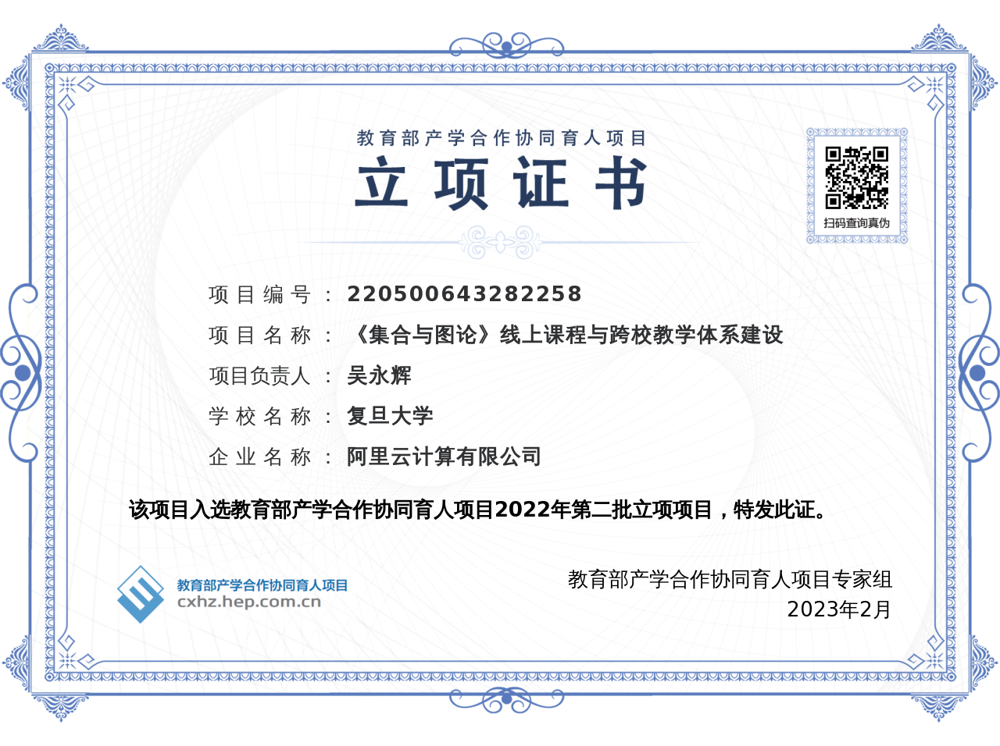 教育部产学合作协同育人项目
立项证书
扫码查询真伪
项目编号：220500643282258
项目名称：《集合与图论》线上课程与跨校教学体系建设
项目负责人：吴永辉
学校名称：复旦大学
企业名称：阿里云计算有限公司
该项目入选教育部产学合作协同育人项目2022年第二批立项项目，特发此证。
教育部产学合作协同育人项目
cxhz.hep.com.cn
教育部产学合作协同育人项目专家组
2023年2月